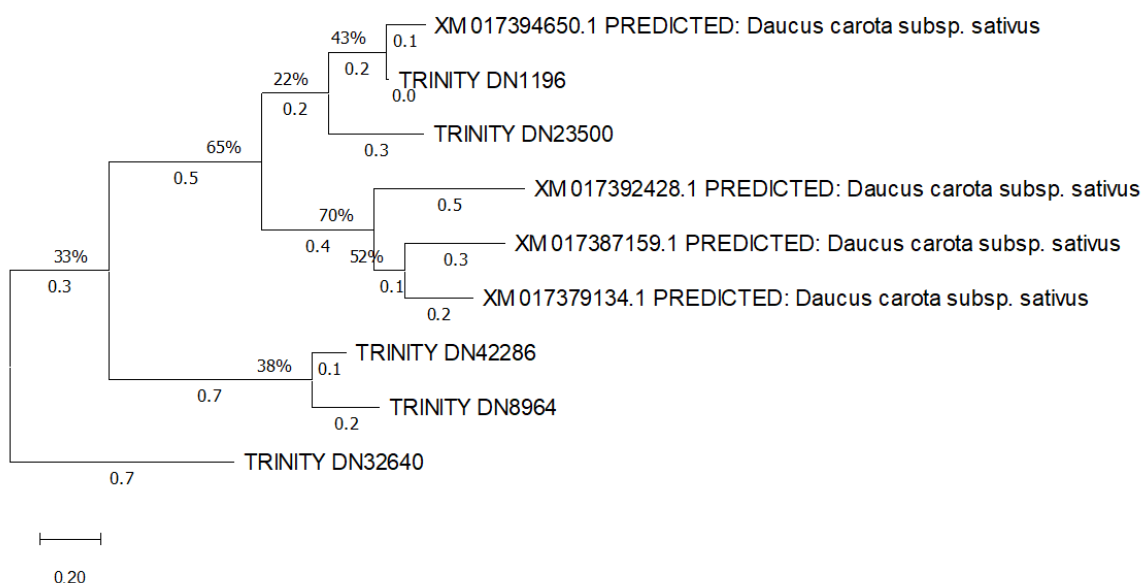 XM 017394650.1 PREDICTED: Daucus carota subsp. sativus
43%
0.1
0.2
TRINITY DN1196
22%
0.0
0.2
TRINITY DN23500
65%
0.3
0.5
XM 017392428.1 PREDICTED: Daucus carota subsp. sativus
0.5
70%
0.4
XM 017387159.1 PREDICTED: Daucus carota subsp. sativus
33%
52%
0.3
0.3
0.1
XM 017379134.1 PREDICTED: Daucus carota subsp. sativus
0.2
TRINITY DN42286
38%
0.1
0.7
TRINITY DN8964
0.2
TRINITY DN32640
0.7
0.20